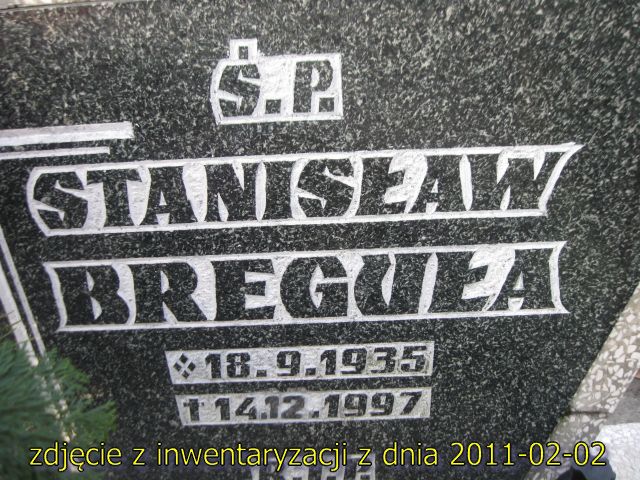 Ś.P.
STANISŁAW
BREGUŁA
18.9.1935
† 14.12.1997
zdjęcie z inwentaryzacji z dnia 2011-02-02